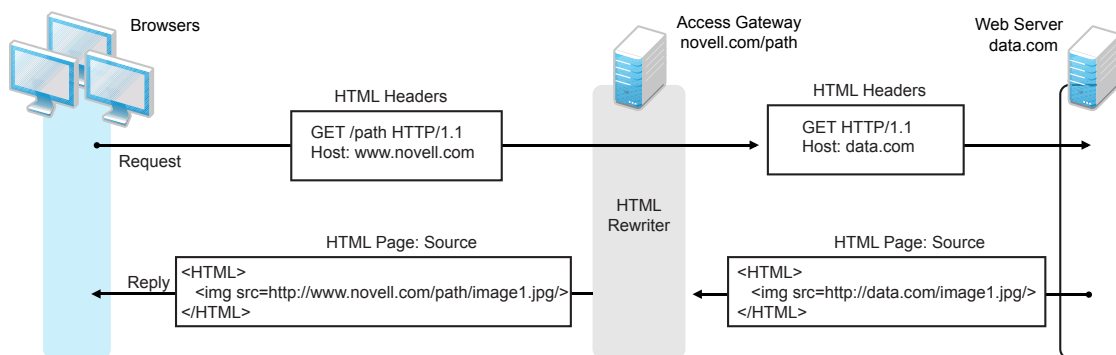 Browsers
Access Gateway
novell.com/path
Web Server
data.com
HTML Headers
GET /path HTTP/1.1
Host: www.novell.com
HTML Headers
GET HTTP/1.1
Host: data.com
Request
HTML
Rewriter
HTML Page: Source
<HTML>
<img src=http://www.novell.com/path/image1.jpg/>
</HTML>
Reply
HTML Page: Source
<HTML>
<img src=http://data.com/image1.jpg/>
</HTML>